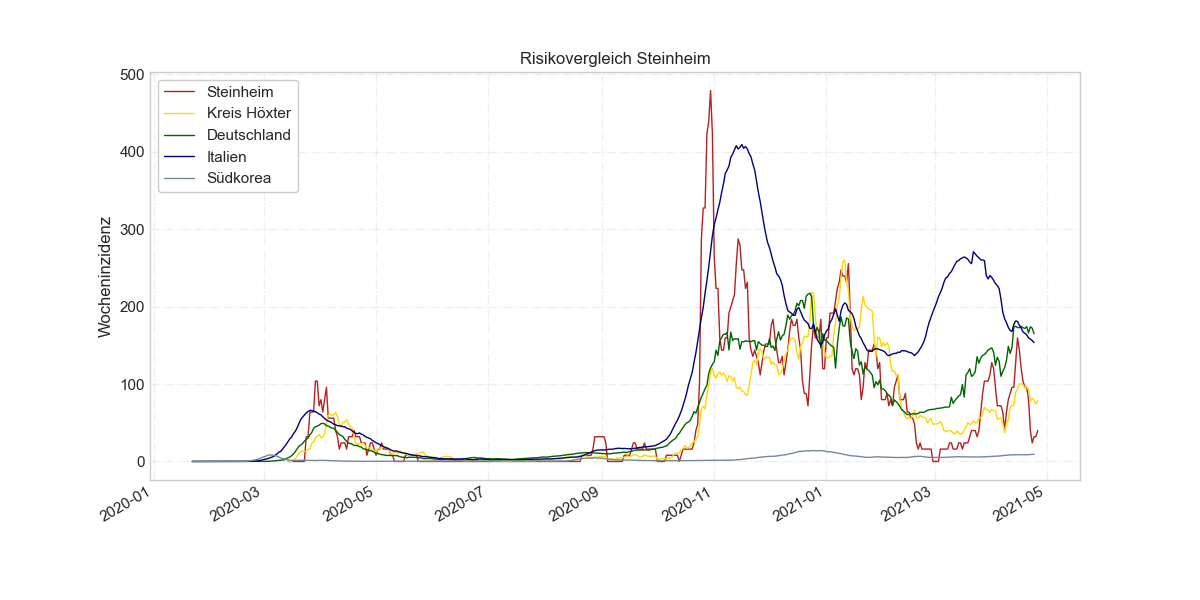 Risikovergleich Steinheim
Wocheninzidenz
500
400
300
200
100
0
Steinheim
Kreis Höxter
Deutschland
Italien
Südkorea
2020-01
2020-03
2020-05
2020-07
2020-09
2020-11
2021-01
2021-03
2021-05